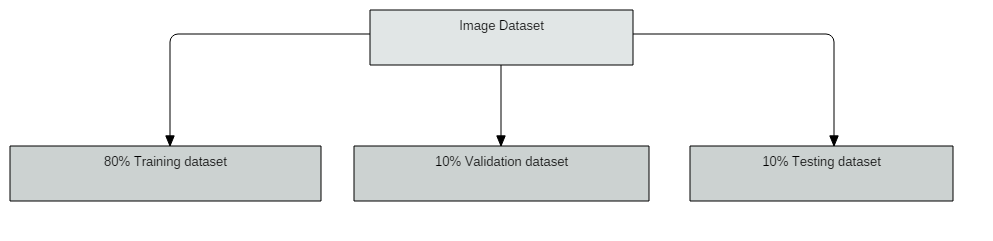 Image Dataset
80% Training dataset
10% Validation dataset
10% Testing dataset